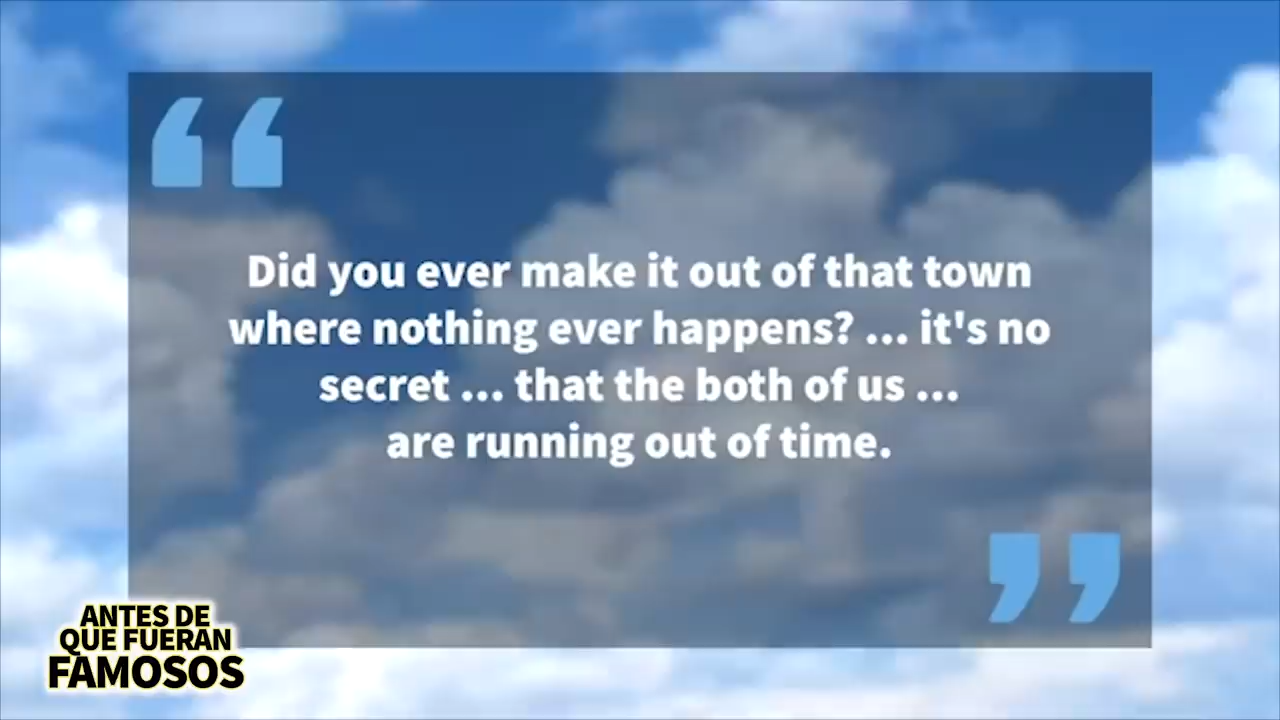 Did you ever make it out of that town
where nothing ever happens? ... it's no
secret ... that the both of us ...
are running out of time.
ANTES DE
QUE FUERAN
FAMOSOS